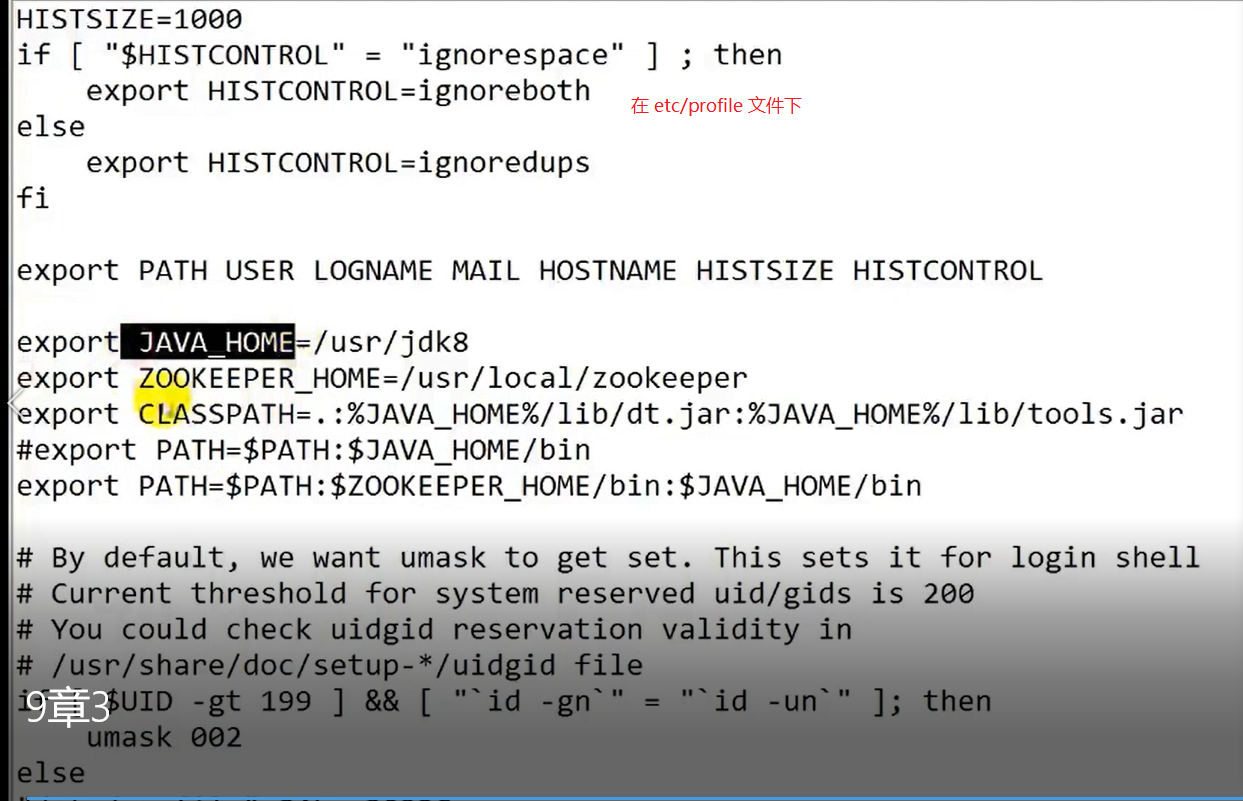 HISTSIZE=1000
if [ "$HISTCONTROL" = "ignorespace" ] ; then
export HISTCONTROL=ignoreboth
在 etc/profile 文件下
else
export HISTCONTROL=ignoredups
fi
export PATH USER LOGNAME MAIL HOSTNAME HISTSIZE HISTCONTROL
export JAVA_HOME=/usr/jdk8
export ZOOKEEPER_HOME=/usr/local/zookeeper
export CLASSPATH=.:%JAVA_HOME%/lib/dt.jar:%JAVA_HOME%/lib/tools.jar
#export PATH=$PATH:$JAVA_HOME/bin
export PATH=$PATH:$ZOOKEEPER_HOME/bin:$JAVA_HOME/bin
# By default, we want umask to get set. This sets it for login shell
# Current threshold for system reserved uid/gids is 200
# You could check uidgid reservation validity in
# /usr/share/doc/setup-*/uidgid file
if $UID -gt 199 ] && [ "`id -gn`" = "`id -un`" ]; then
9章3
umask 002
else